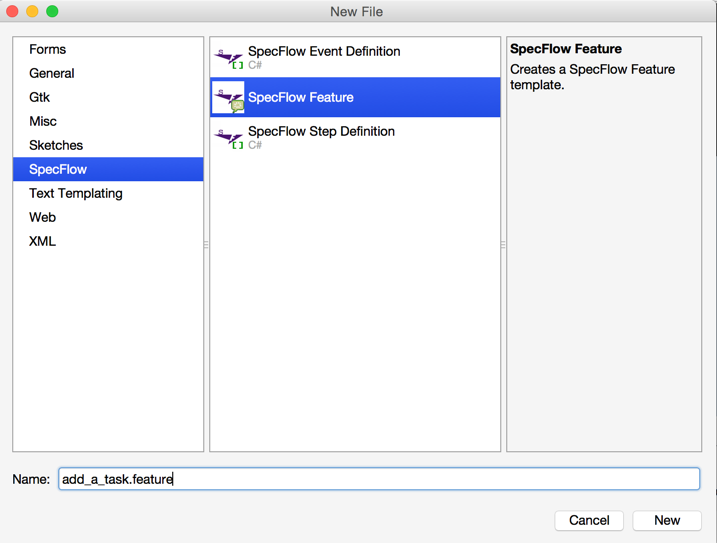 New File
Forms
General
Gtk
Misc
Sketches
SpecFlow
Text Templating
Web
XML
SpecFlow Event Definition
C#
SpecFlow Feature
SpecFlow Step Definition
C#
SpecFlow Feature
Creates a SpecFlow Feature
template.
Name: add_a_task.feature
Cancel New